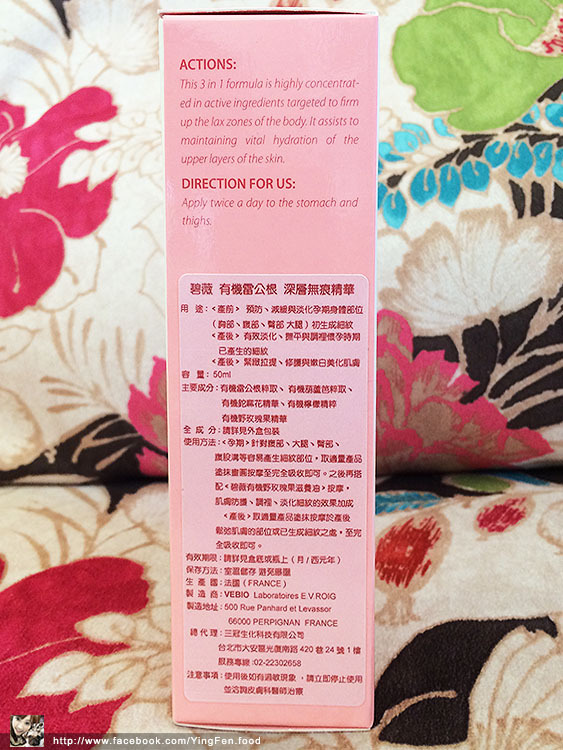 ACTIONS:
This 3 in 1 formula is highly concentrat-
ed in active ingredients targeted to firm
up the lax zones of the body. It assists to
maintaining vital hydration of the
upper layers of the skin.
DIRECTION FOR US:
Apply twice a day to the stomach and
thighs.
碧薇 有機雷公根 深層無痕精華
用 途：<產前> 預防、減緩與淡化孕期身體部位
（胸部、腹部、臀部 大腿）初生成細紋
<產後> 有效淡化、撫平與調裡懷孕時期
已產生的細紋
<產後> 緊緻拉提、修護與嫩白美化肌膚
容 量：50ml
主要成分：有機雷公根粹取、有機葫蘆笆粹取、
有機鉈麻花精華、有機檸檬精粹
有機野玫瑰果精華
全 成 分：請詳見外盒包裝
使用方法：<孕期>針對腹部、大腿、臀部、
腹股溝等容易產生細紋部位，取適量產品
塗抹畫圈按摩至完全吸收即可。之後再搭
配<碧薇有機野玫瑰果滋養油>按摩，
肌膚防護、調裡、淡化細紋的效果加成
<產後>取適量產品塗抹按摩於產後
鬆弛肌膚的部位或已生成細紋之處，至完
全吸收即可。
有效期限：請詳見盒底或瓶上（月／西元年）
保存方法：室溫儲存 避免曝曬
生 產 國：法國（FRANCE）
製 造 商：VEBIO Laboratoires E V.ROIG
製造地址：500 Rue Panhard et Levassor
66000 PERPIGNAN FRANCE
總 代 理：三冠生化科技有限公司
台北市大安區光復南路 420 巷 24 號 1 樓
服務專線:02-22302658
注意事項：使用後如有過敏現象，請立即停止使用
並洽詢皮膚科醫師治療
http://www.facebook.com/YingFen.food